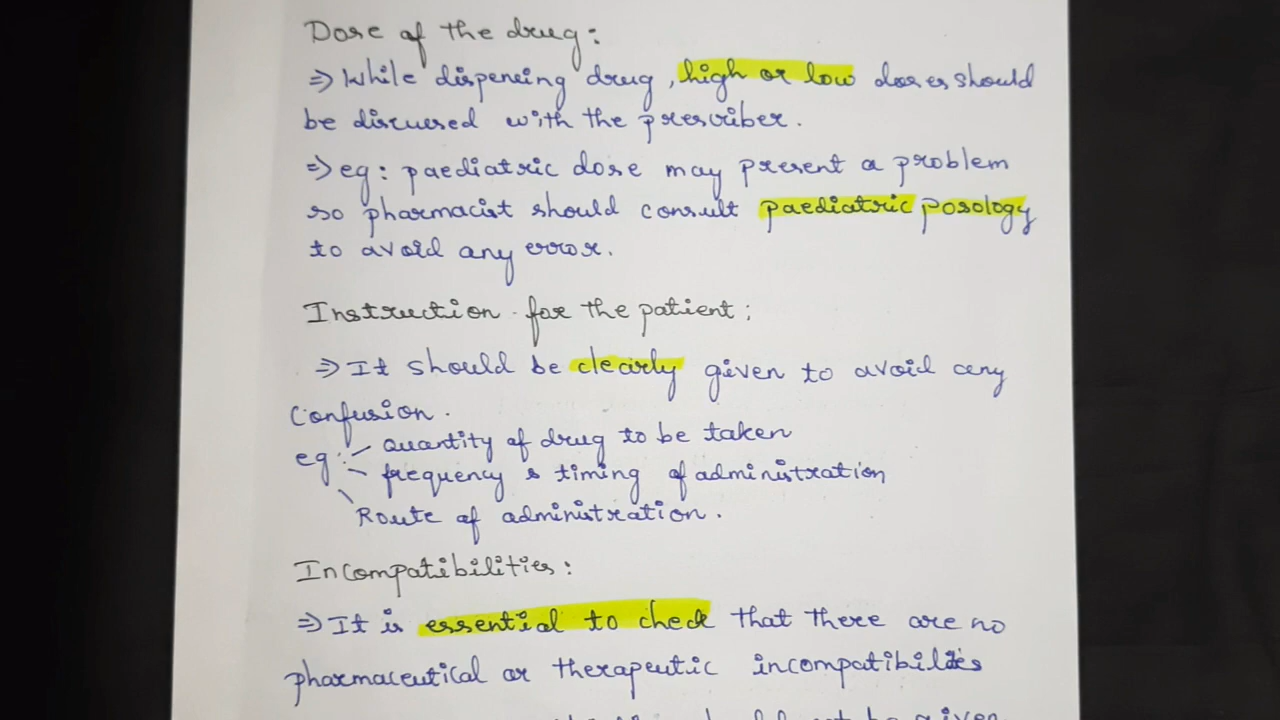 Dose of the drug:
⇒ While dispensing drug, high or low doses should
be discussed with the prescriber.
⇒ eg: paediatric dose may present a problem
so pharmacist should consult paediatric posology
to avoid any error.
Instruction for the patient:
⇒ It should be clearly given to avoid any
confusion.
eg: - quantity of drug to be taken
- frequency & timing of administration
\ Route of administration.
Incompatibilities:
⇒ It is essential to check that there are no
pharmaceutical or therapeutic incompatibilities
be given